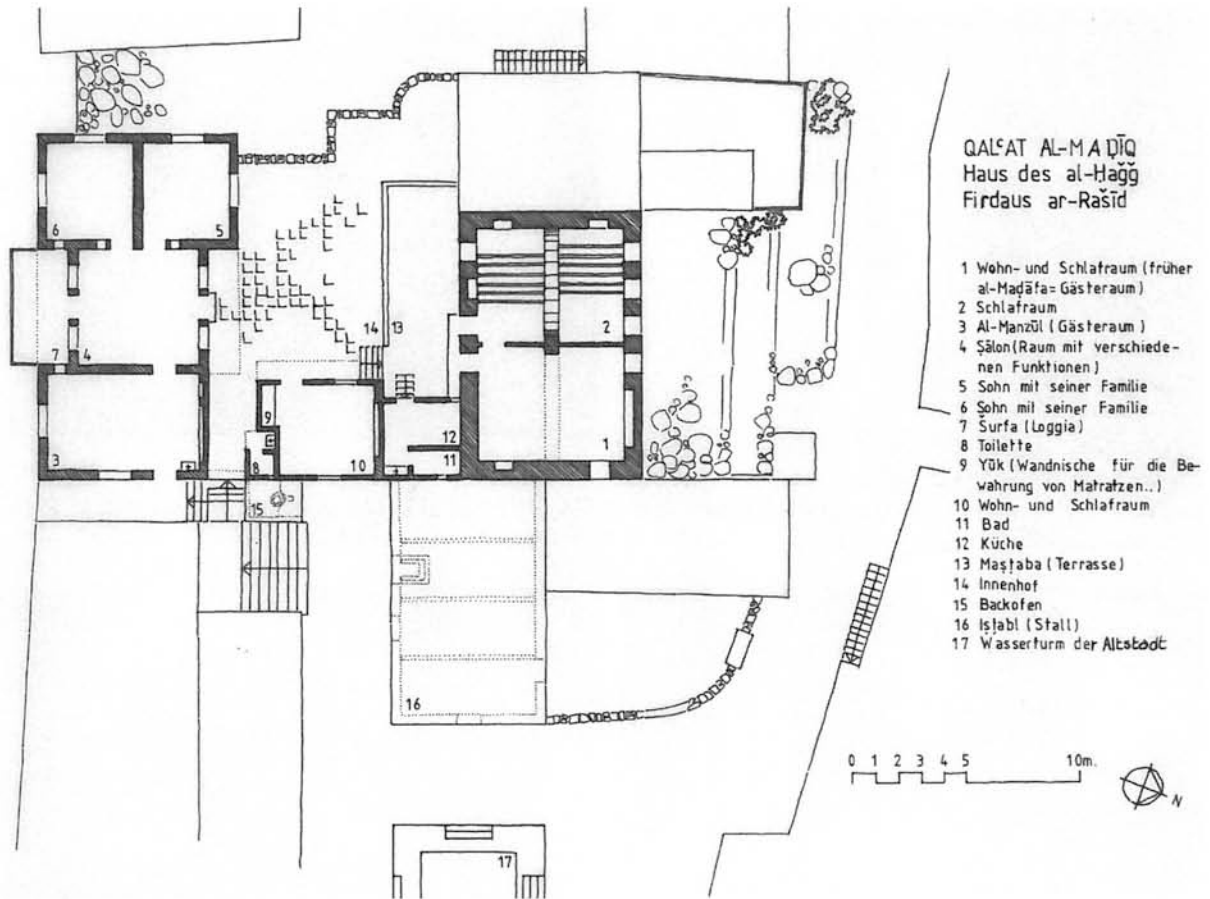 QALʿAT AL-MAḌĪQ
Haus des al-Ḥaǧǧ
Firdaus ar-Rašīd
1 Wohn- und Schlafraum (früher
al-Maḍāfa= Gästeraum)
2 Schlafraum
3 Al-Manzūl (Gästeraum)
4 Ṣālon (Raum mit verschiede-
nen Funktionen)
5 Sohn mit seiner Familie
6 Sohn mit seiner Familie
7 Šurfa (Loggia)
8 Toilette
9 Yūk (Wandnische für die Be-
wahrung von Matratzen..)
10 Wohn- und Schlafraum
11 Bad
12 Küche
13 Maṣṭaba (Terrasse)
14 Innenhof
15 Backofen
16 Isṭabl (Stall)
17 Wasserturm der Altstadt
6
5
14
13
2
7
4
9
12
1
3
8
10
11
15
16
0 1 2 3 4 5 10m.
N
17